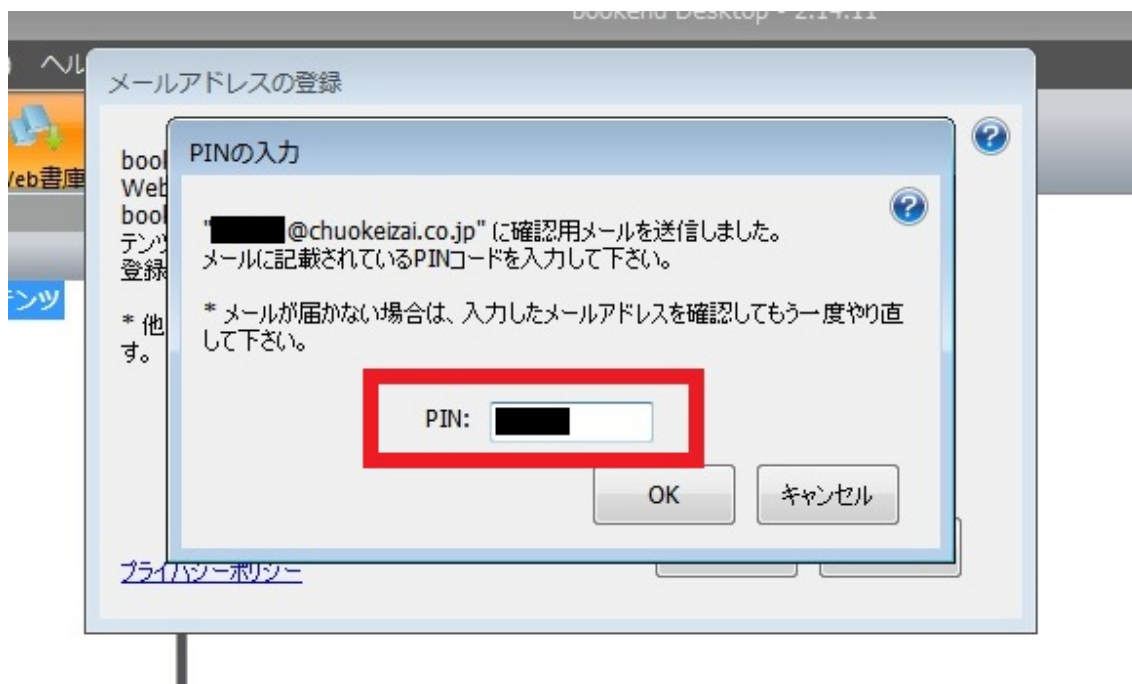 bookend Desktop - 2.14.11
ヘル
メールアドレスの登録
Web書庫
PINの入力
book
Web
book
テンツ
登録
"@chuokeizai.co.jp" に確認用メールを送信しました。
メールに記載されているPINコードを入力して下さい。
テンツ
* 他
す。
* メールが届かない場合は、入力したメールアドレスを確認してもう一度やり直
して下さい。
PIN:
OK
キャンセル
プライバシーポリシー